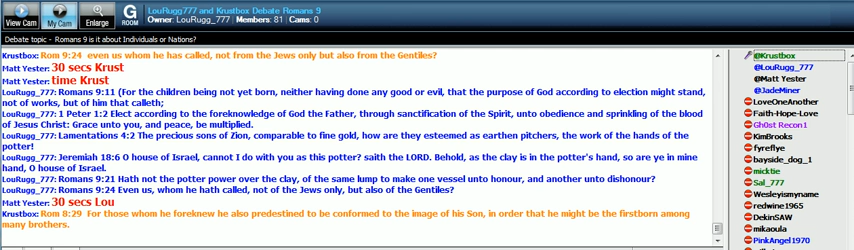 View Cam
My Cam
Enlarge
G
ROOM
LouRugg777 and Krustbox Debate Romans 9
Owner: LouRugg_777 | Members: 81 | Cams: 0
Debate topic - Romans 9 is it about Individuals or Nations?
Krustbox: Rom 9:24 even us whom he has called, not from the Jews only but also from the Gentiles?
Matt Yester: 30 secs Krust
Matt Yester: time Krust
LouRugg_777: Romans 9:11 (For the children being not yet born, neither having done any good or evil, that the purpose of God according to election might stand,
not of works, but of him that calleth;
LouRugg_777: 1 Peter 1:2 Elect according to the foreknowledge of God the Father, through sanctification of the Spirit, unto obedience and sprinkling of the blood
of Jesus Christ: Grace unto you, and peace, be multiplied.
LouRugg_777: Lamentations 4:2 The precious sons of Zion, comparable to fine gold, how are they esteemed as earthen pitchers, the work of the hands of the
potter!
LouRugg_777: Jeremiah 18:6 O house of Israel, cannot I do with you as this potter? saith the LORD. Behold, as the clay is in the potter's hand, so are ye in mine
hand, O house of Israel.
LouRugg_777: Romans 9:21 Hath not the potter power over the clay, of the same lump to make one vessel unto honour, and another unto dishonour?
LouRugg_777: Romans 9:24 Even us, whom he hath called, not of the Jews only, but also of the Gentiles?
Matt Yester: 30 secs Lou
Krustbox: Rom 8:29 For those whom he foreknew he also predestined to be conformed to the image of his Son, in order that he might be the firstborn among
many brothers.
@Krustbox
@LouRugg_777
@Matt Yester
@JadeMiner
LoveOneAnother
Faith-Hope-Love
Gh0st Recon1
KimBrooks
fyreflye
bayside_dog_1
micktie
Sal_777
Wesleyismyname
redwine1965
DekinSAW
mikaoula
PinkAngel1970